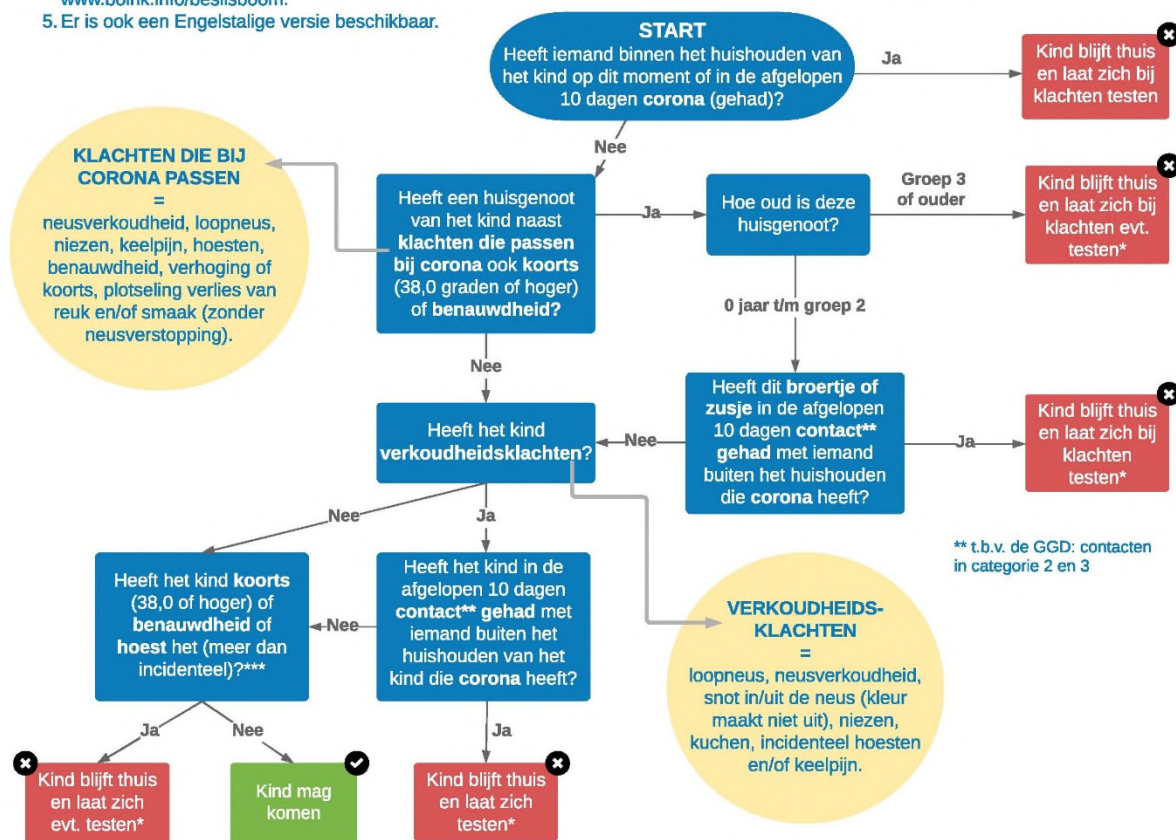 www.boink.info/beslisboom.
5. Er is ook een Engelstalige versie beschikbaar.
START
Heeft iemand binnen het huishouden van
het kind op dit moment of in de afgelopen
10 dagen corona (gehad)?
Ja
Kind blijft thuis
en laat zich bij
klachten testen
Nee
KLACHTEN DIE BIJ
CORONA PASSEN
=
neusverkoudheid, loopneus,
niezen, keelpijn, hoesten,
benauwdheid, verhoging of
koorts, plotseling verlies van
reuk en/of smaak (zonder
neusverstopping).
Heeft een huisgenoot
van het kind naast
klachten die passen
bij corona ook koorts
(38,0 graden of hoger)
of benauwdheid?
Ja
Hoe oud is deze
huisgenoot?
Groep 3
of ouder
Kind blijft thuis
en laat zich bij
klachten evt.
testen*
0 jaar t/m groep 2
Nee
Heeft het kind
verkoudheidsklachten?
Nee
Heeft dit broertje of
zusje in de afgelopen
10 dagen contact**
gehad met iemand
buiten het huishouden
die corona heeft?
Ja
Kind blijft thuis
en laat zich bij
klachten
testen*
** t.b.v. de GGD: contacten
in categorie 2 en 3
Nee
Ja
Heeft het kind koorts
(38,0 of hoger) of
benauwdheid of
hoest het (meer dan
incidenteel)?***
Nee
Heeft het kind in de
afgelopen 10 dagen
contact** gehad met
iemand buiten het
huishouden van het
kind die corona heeft?
VERKOUDHEIDS-
KLACHTEN
=
loopneus, neusverkoudheid,
snot in/uit de neus (kleur
maakt niet uit), niezen,
kuchen, incidenteel hoesten
en/of keelpijn.
Ja
Nee
Ja
Kind blijft thuis
en laat zich
evt. testen*
Kind mag
komen
Kind blijft thuis
en laat zich
testen*